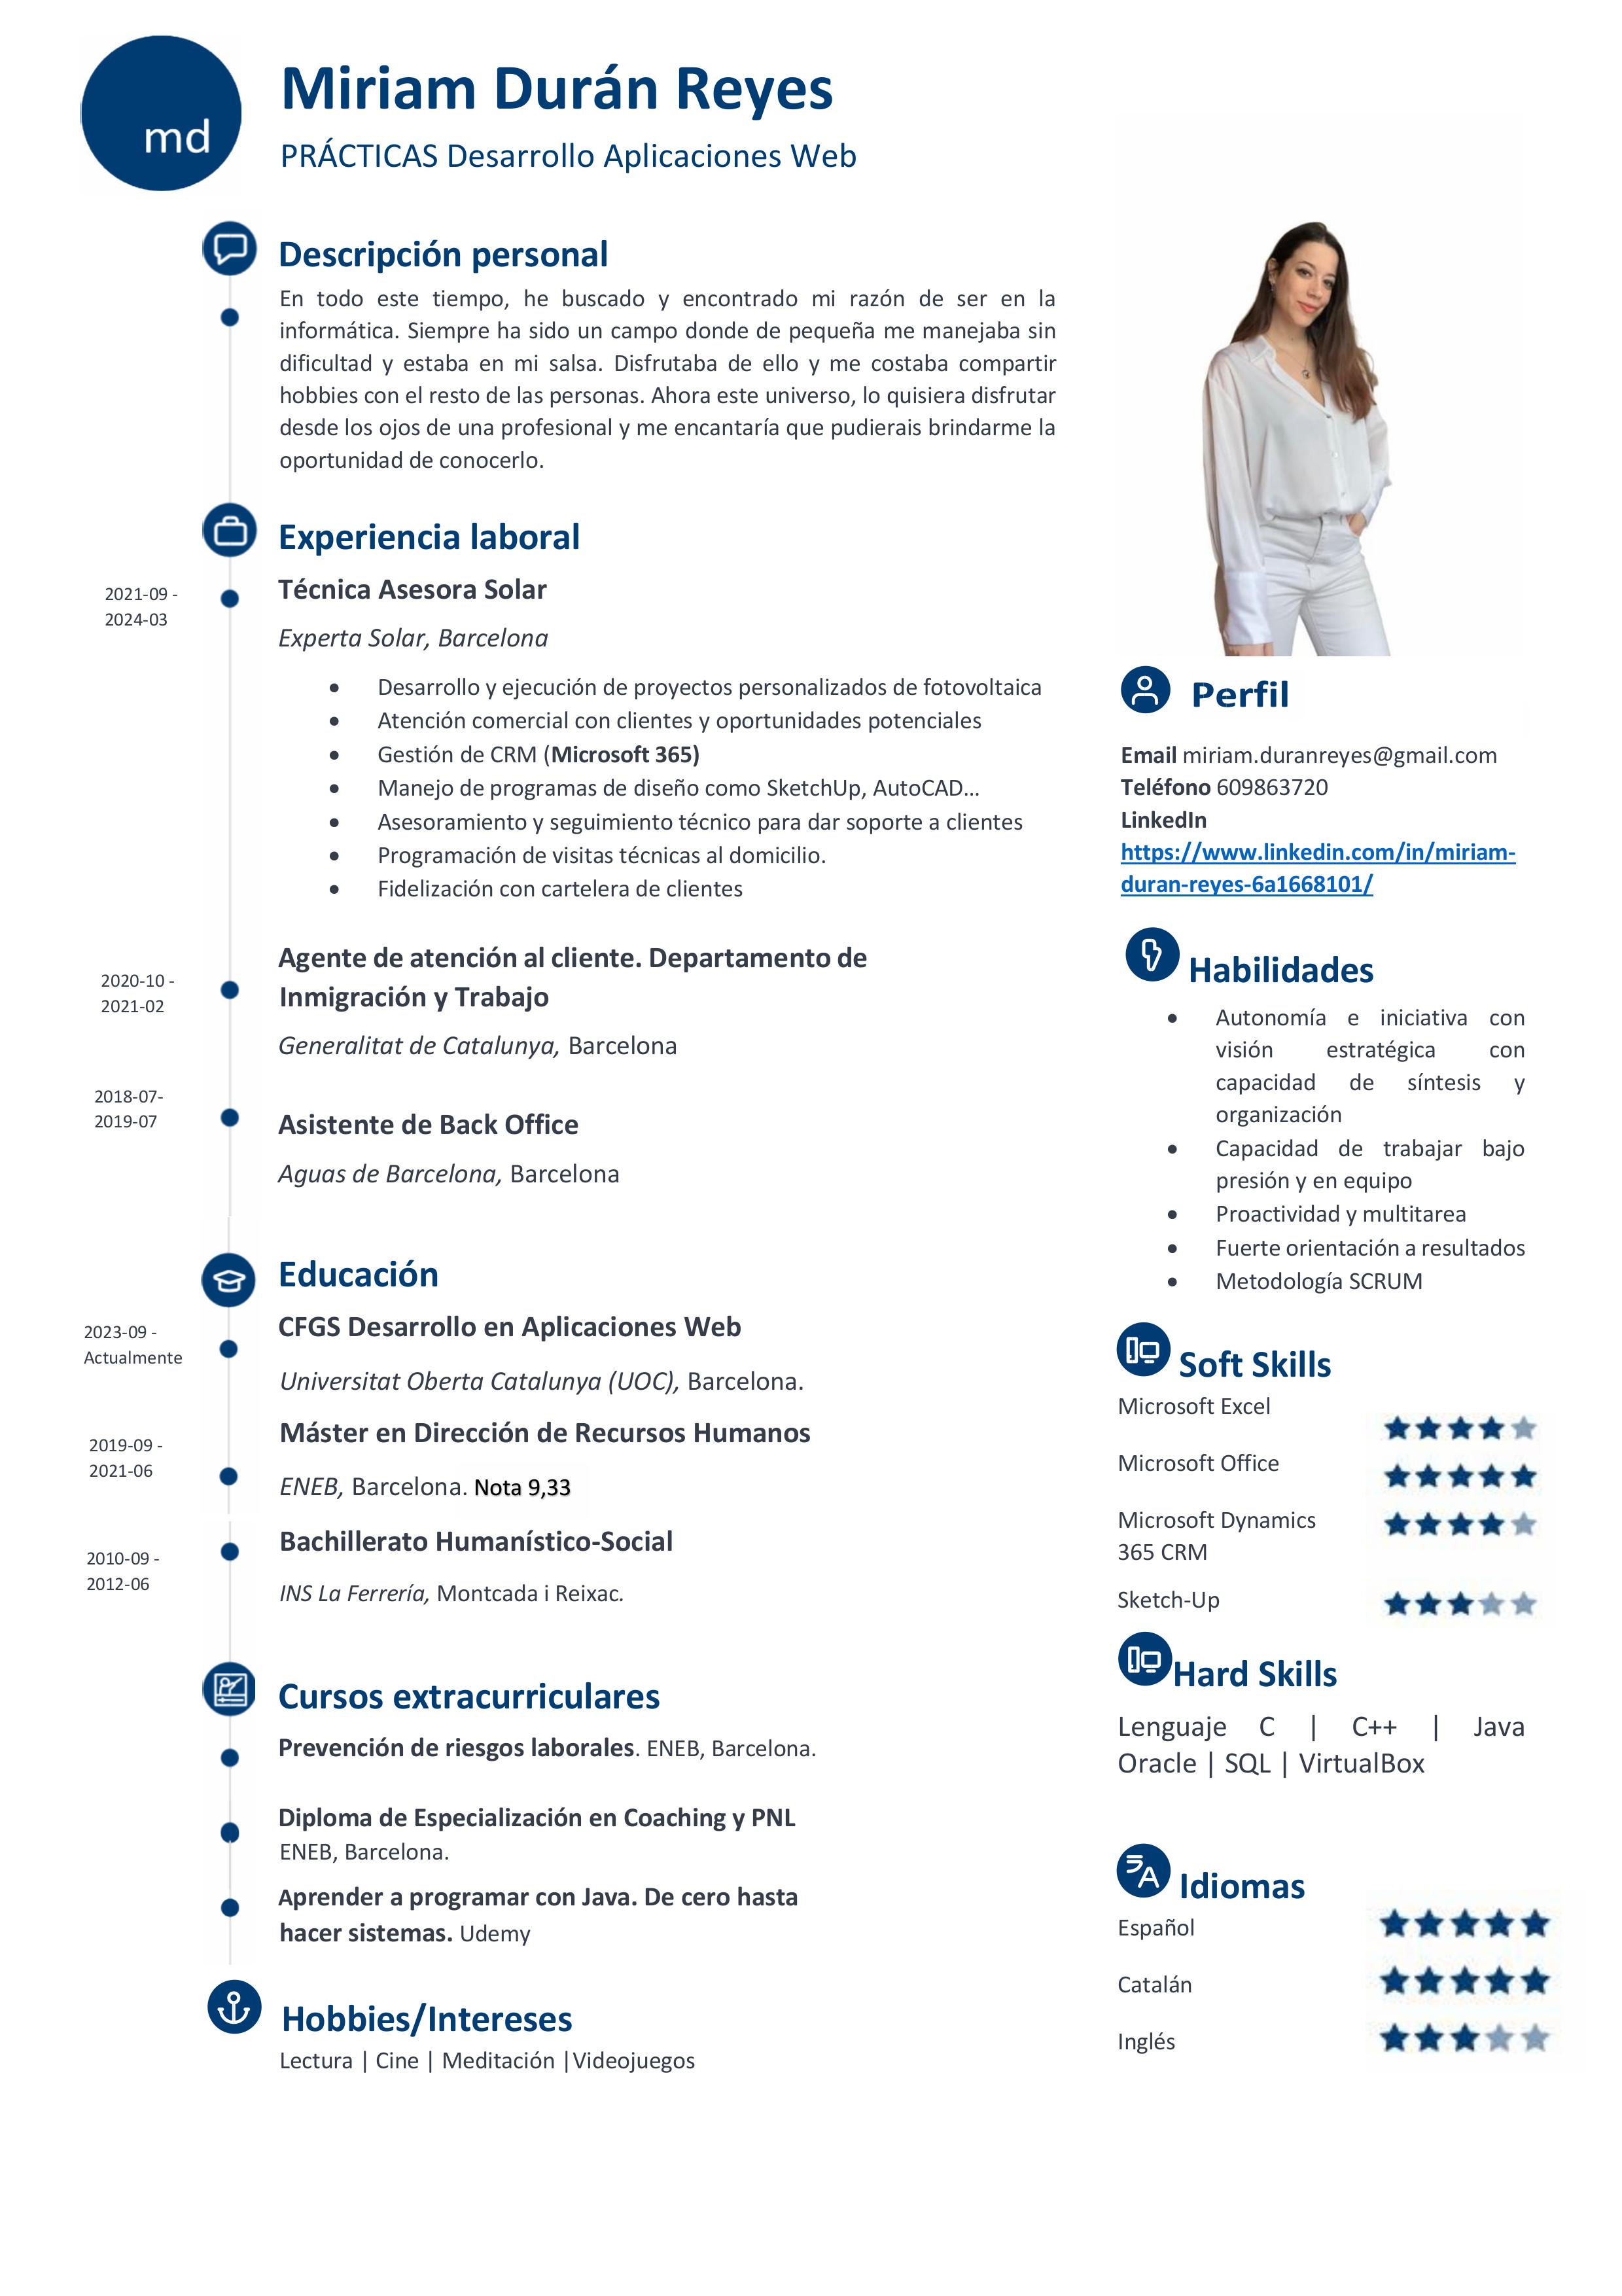 md
Miriam Durán Reyes
PRÁCTICAS Desarrollo Aplicaciones Web
Descripción personal
En todo este tiempo, he buscado y encontrado mi razón de ser en la
informática. Siempre ha sido un campo donde de pequeña me manejaba sin
dificultad y estaba en mi salsa. Disfrutaba de ello y me costaba compartir
hobbies con el resto de las personas. Ahora este universo, lo quisiera disfrutar
desde los ojos de una profesional y me encantaría que pudierais brindarme la
oportunidad de conocerlo.
Experiencia laboral
2021-09 -
2024-03
Técnica Asesora Solar
Experta Solar, Barcelona
• Desarrollo y ejecución de proyectos personalizados de fotovoltaica
• Atención comercial con clientes y oportunidades potenciales
• Gestión de CRM (Microsoft 365)
• Manejo de programas de diseño como SketchUp, AutoCAD...
• Asesoramiento y seguimiento técnico para dar soporte a clientes
• Programación de visitas técnicas al domicilio.
• Fidelización con cartelera de clientes
2020-10 -
2021-02
Agente de atención al cliente. Departamento de
Inmigración y Trabajo
Generalitat de Catalunya, Barcelona
2018-07-
2019-07
Asistente de Back Office
Aguas de Barcelona, Barcelona
Educación
2023-09 -
Actualmente
CFGS Desarrollo en Aplicaciones Web
Universitat Oberta Catalunya (UOC), Barcelona.
2019-09 -
2021-06
Máster en Dirección de Recursos Humanos
ENEB, Barcelona. Nota 9,33
2010-09 -
2012-06
Bachillerato Humanístico-Social
INS La Ferrería, Montcada i Reixac.
Cursos extracurriculares
Prevención de riesgos laborales. ENEB, Barcelona.
Diploma de Especialización en Coaching y PNL
ENEB, Barcelona.
Aprender a programar con Java. De cero hasta
hacer sistemas. Udemy
Hobbies/Intereses
Lectura | Cine | Meditación |Videojuegos
Perfil
Email miriam.duranreyes@gmail.com
Teléfono 609863720
LinkedIn
https://www.linkedin.com/in/miriam-
duran-reyes-6a1668101/
Habilidades
• Autonomía e iniciativa con
visión estratégica con
capacidad de síntesis y
organización
• Capacidad de trabajar bajo
presión y en equipo
• Proactividad y multitarea
• Fuerte orientación a resultados
• Metodología SCRUM
Soft Skills
Microsoft Excel
Microsoft Office
Microsoft Dynamics
365 CRM
Sketch-Up
Hard Skills
Lenguaje C | C++ | Java
Oracle | SQL | VirtualBox
Idiomas
Español
Catalán
Inglés